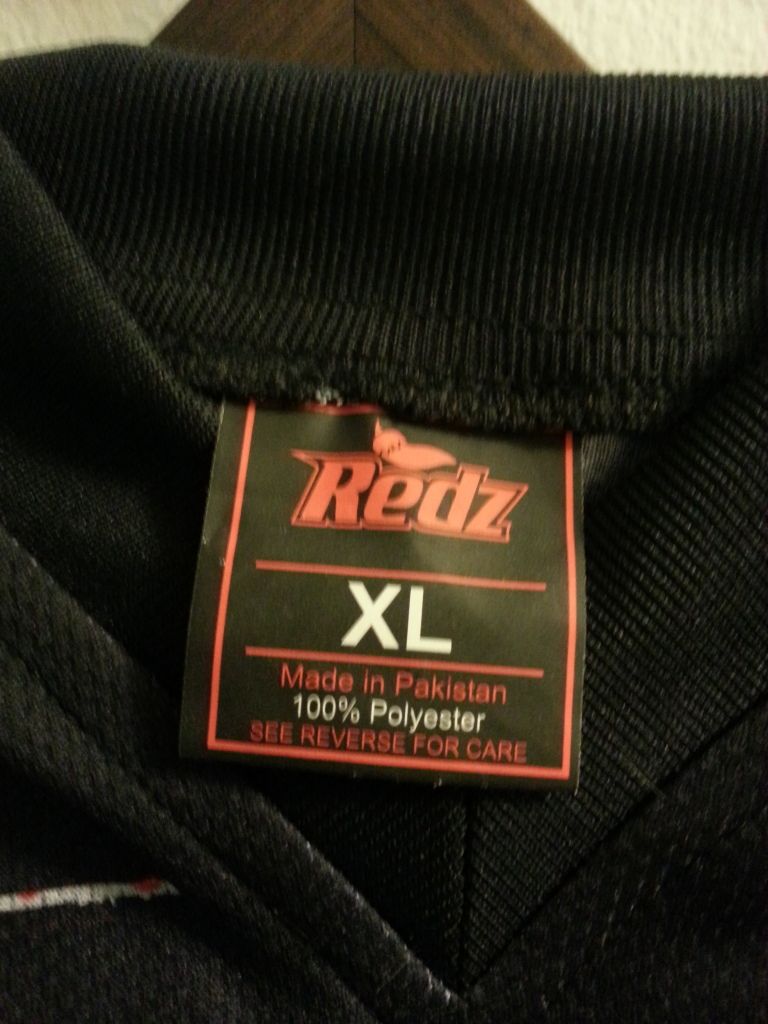 Redz
XL
Made in Pakistan
100% Polyester
SEE REVERSE FOR CARE